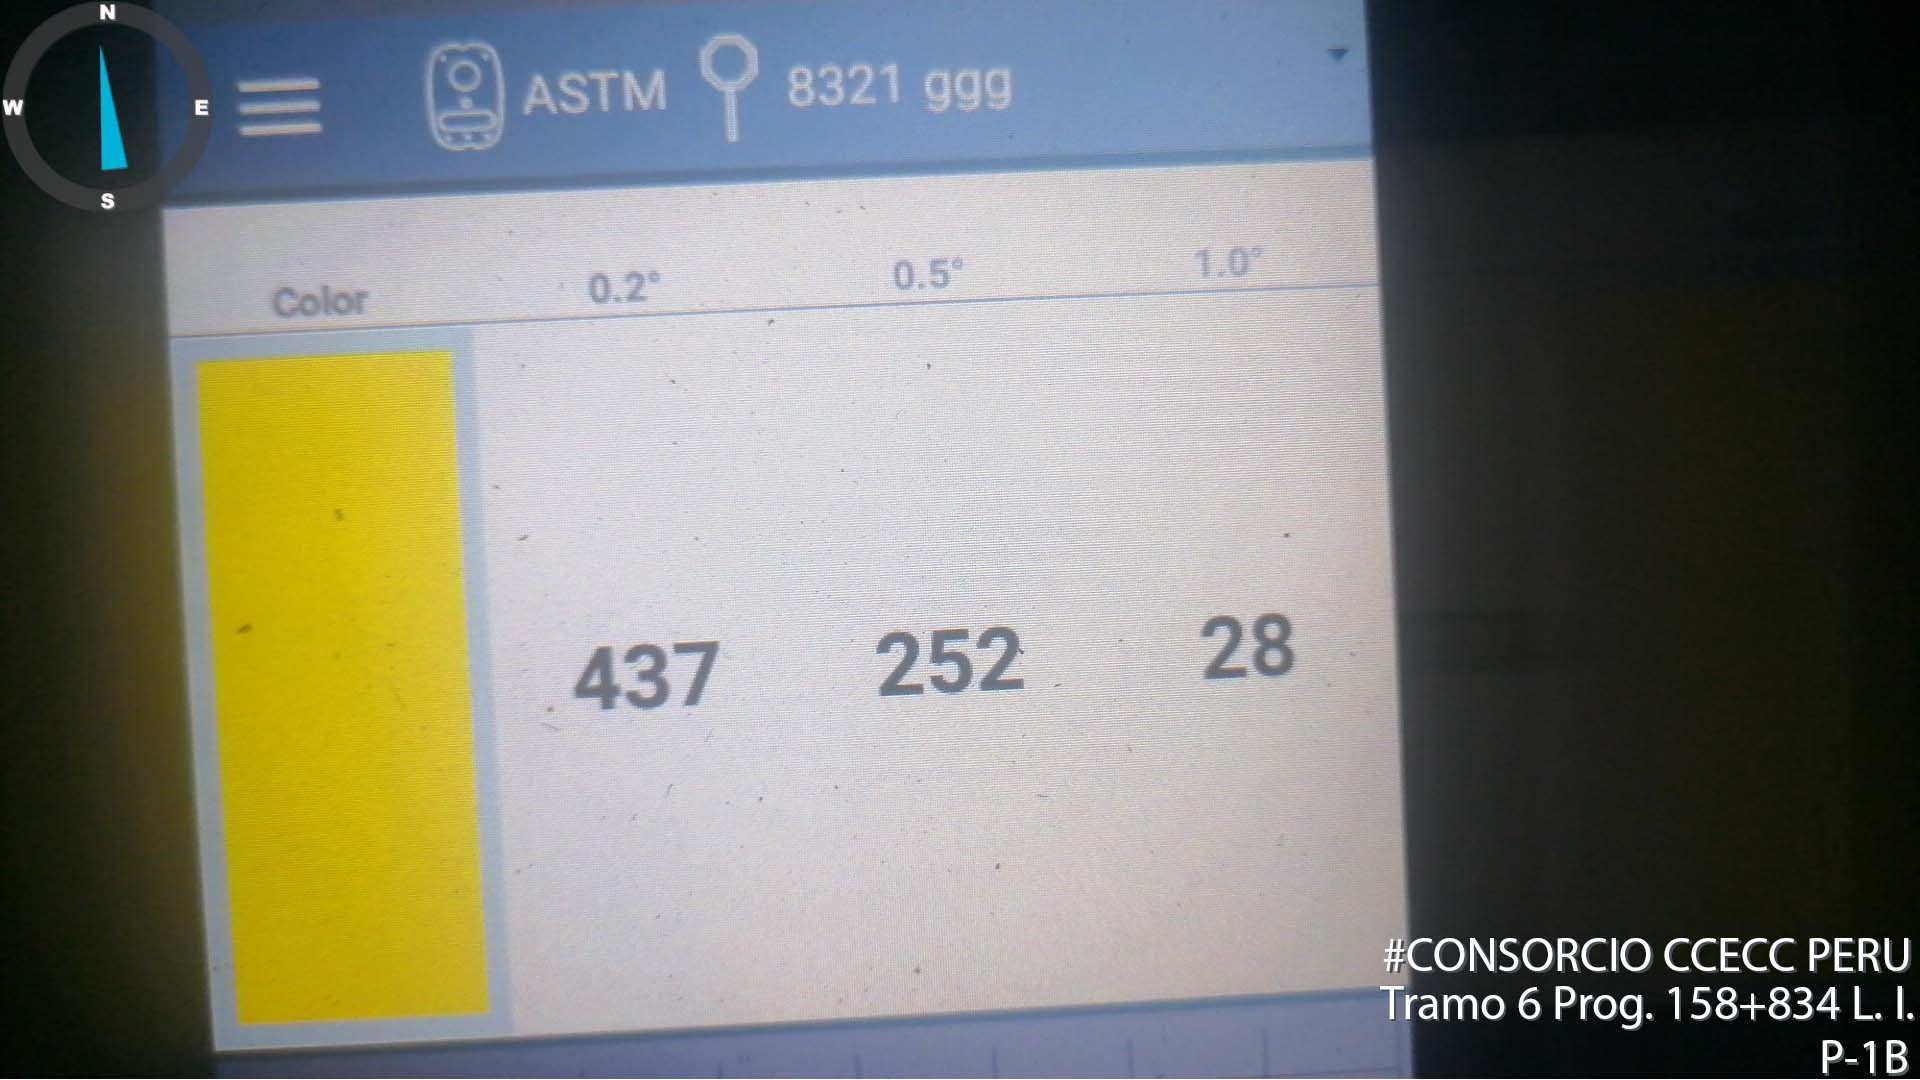 N
W E
S
ASTM 8321 ggg
Color 0.2° 0.5° 1.0°
437 252 28
#CONSORCIO CCECC PERU
Tramo 6 Prog. 158+834 L. I.
P-1B